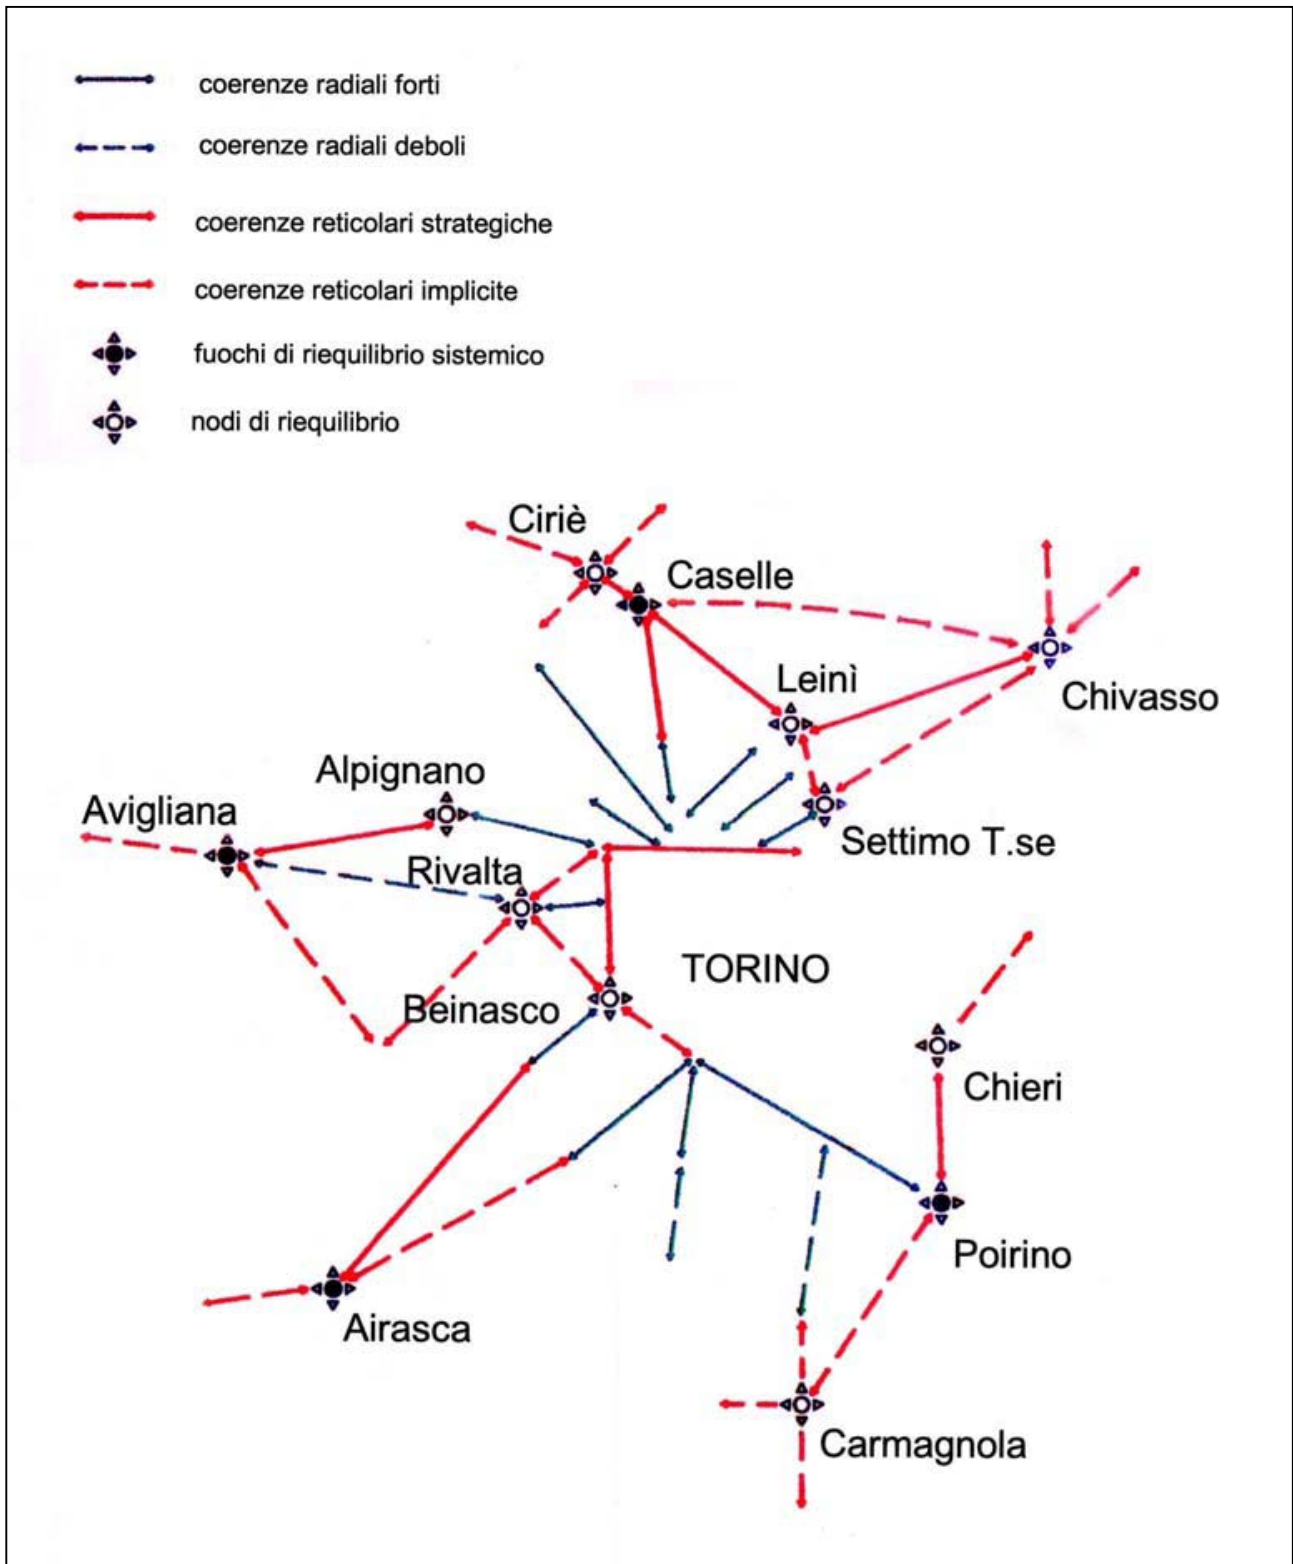 coerenze radiali forti
coerenze radiali deboli
coerenze reticolari strategiche
coerenze reticolari implicite
fuochi di riequilibrio sistemico
nodi di riequilibrio
Ciriè
Caselle
Leinì
Chivasso
Alpignano
Avigliana
Settimo T.se
Rivalta
TORINO
Beinasco
Chieri
Poirino
Airasca
Carmagnola